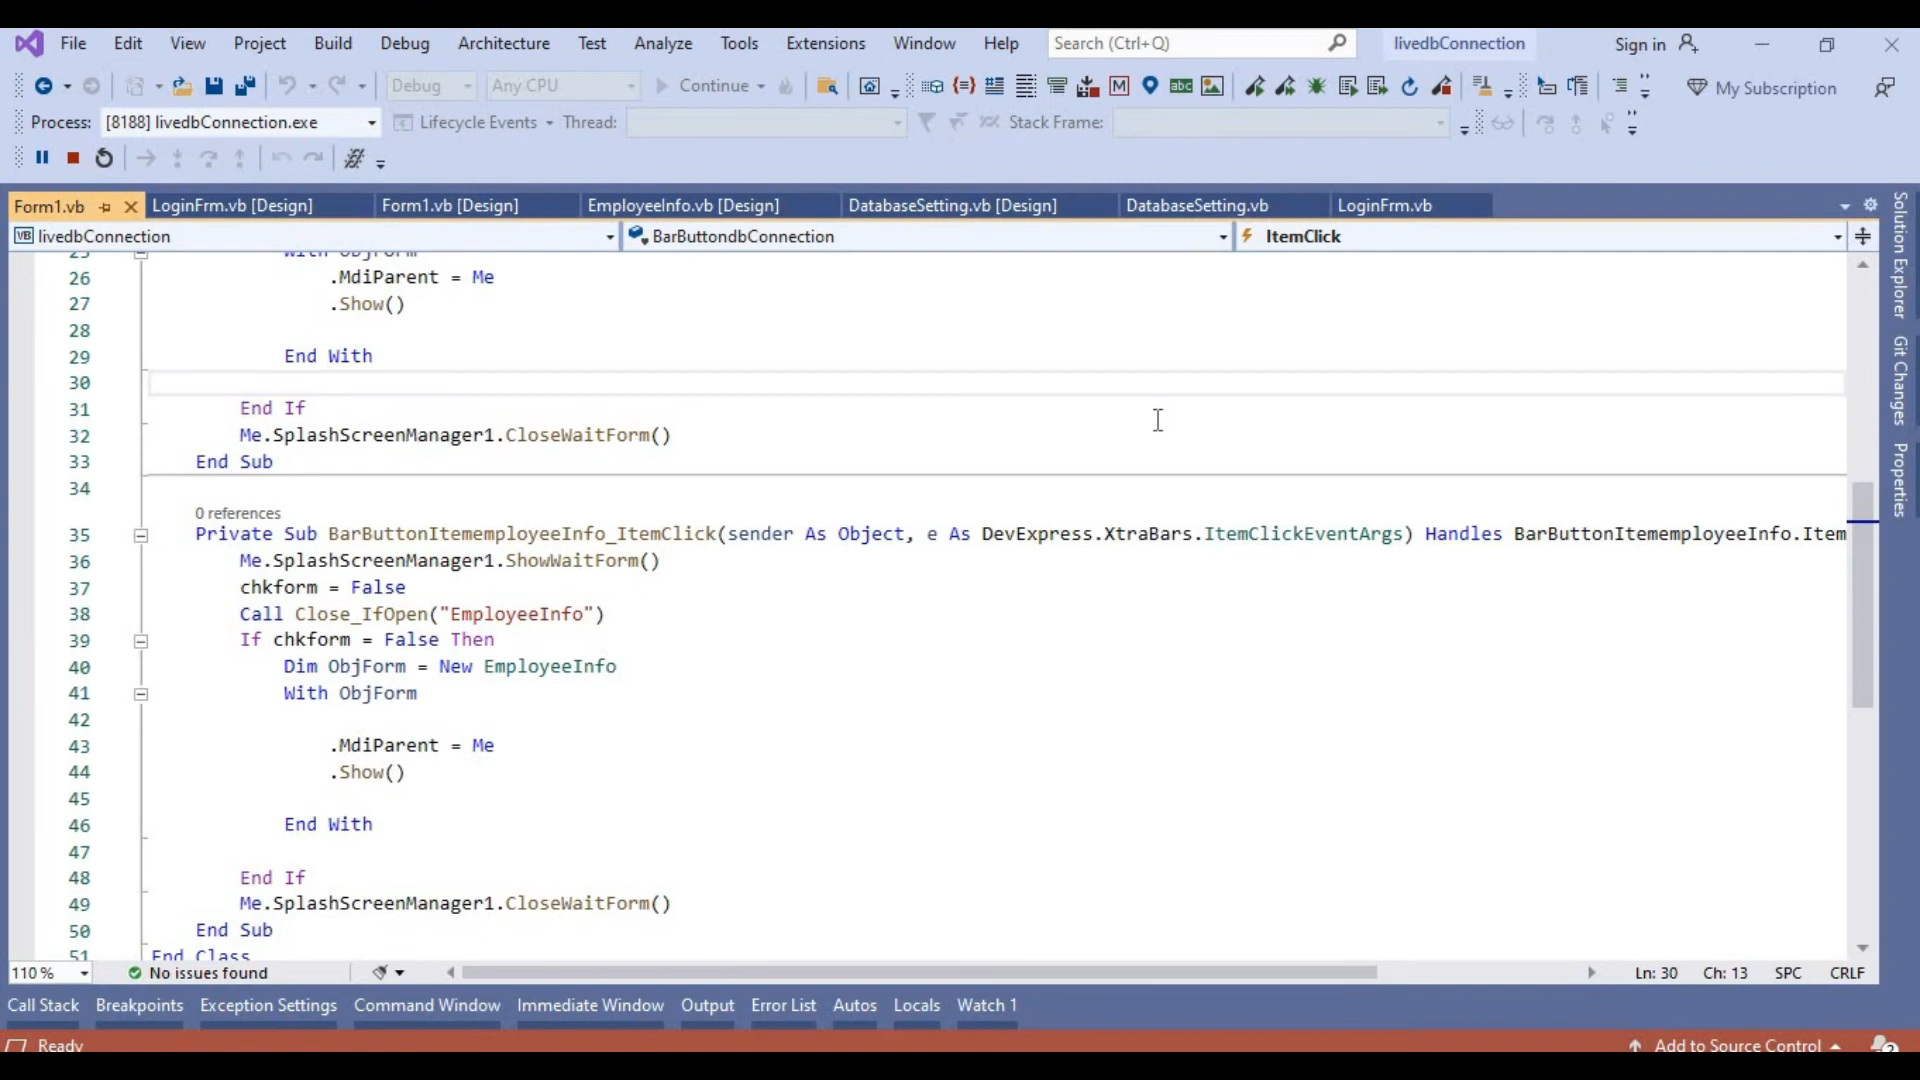 File Edit View Project Build Debug Architecture Test Analyze Tools Extensions Window Help Search (Ctrl+Q) livedbConnection Sign in
Debug Any CPU Continue My Subscription
Process: [8188] livedbConnection.exe Lifecycle Events Thread: Stack Frame:
Form1.vb LoginFrm.vb [Design] Form1.vb [Design] EmployeeInfo.vb [Design] DatabaseSetting.vb [Design] DatabaseSetting.vb LoginFrm.vb
VB livedbConnection BarButtondbConnection ItemClick
25 With ObjForm
26 .MdiParent = Me
27 .Show()
28
29 End With
30
31 End If
32 Me.SplashScreenManager1.CloseWaitForm()
33 End Sub
34
0 references
35 Private Sub BarButtonItememployeeInfo_ItemClick(sender As Object, e As DevExpress.XtraBars.ItemClickEventArgs) Handles BarButtonItememployeeInfo.Item
36 Me.SplashScreenManager1.ShowWaitForm()
37 chkform = False
38 Call Close_IfOpen("EmployeeInfo")
39 If chkform = False Then
40 Dim ObjForm = New EmployeeInfo
41 With ObjForm
42
43 .MdiParent = Me
44 .Show()
45
46 End With
47
48 End If
49 Me.SplashScreenManager1.CloseWaitForm()
50 End Sub
51 End Class
110 % No issues found Ln: 30 Ch: 13 SPC CRLF
Call Stack Breakpoints Exception Settings Command Window Immediate Window Output Error List Autos Locals Watch 1
Ready Add to Source Control 2
Solution Explorer
Git Changes
Properties